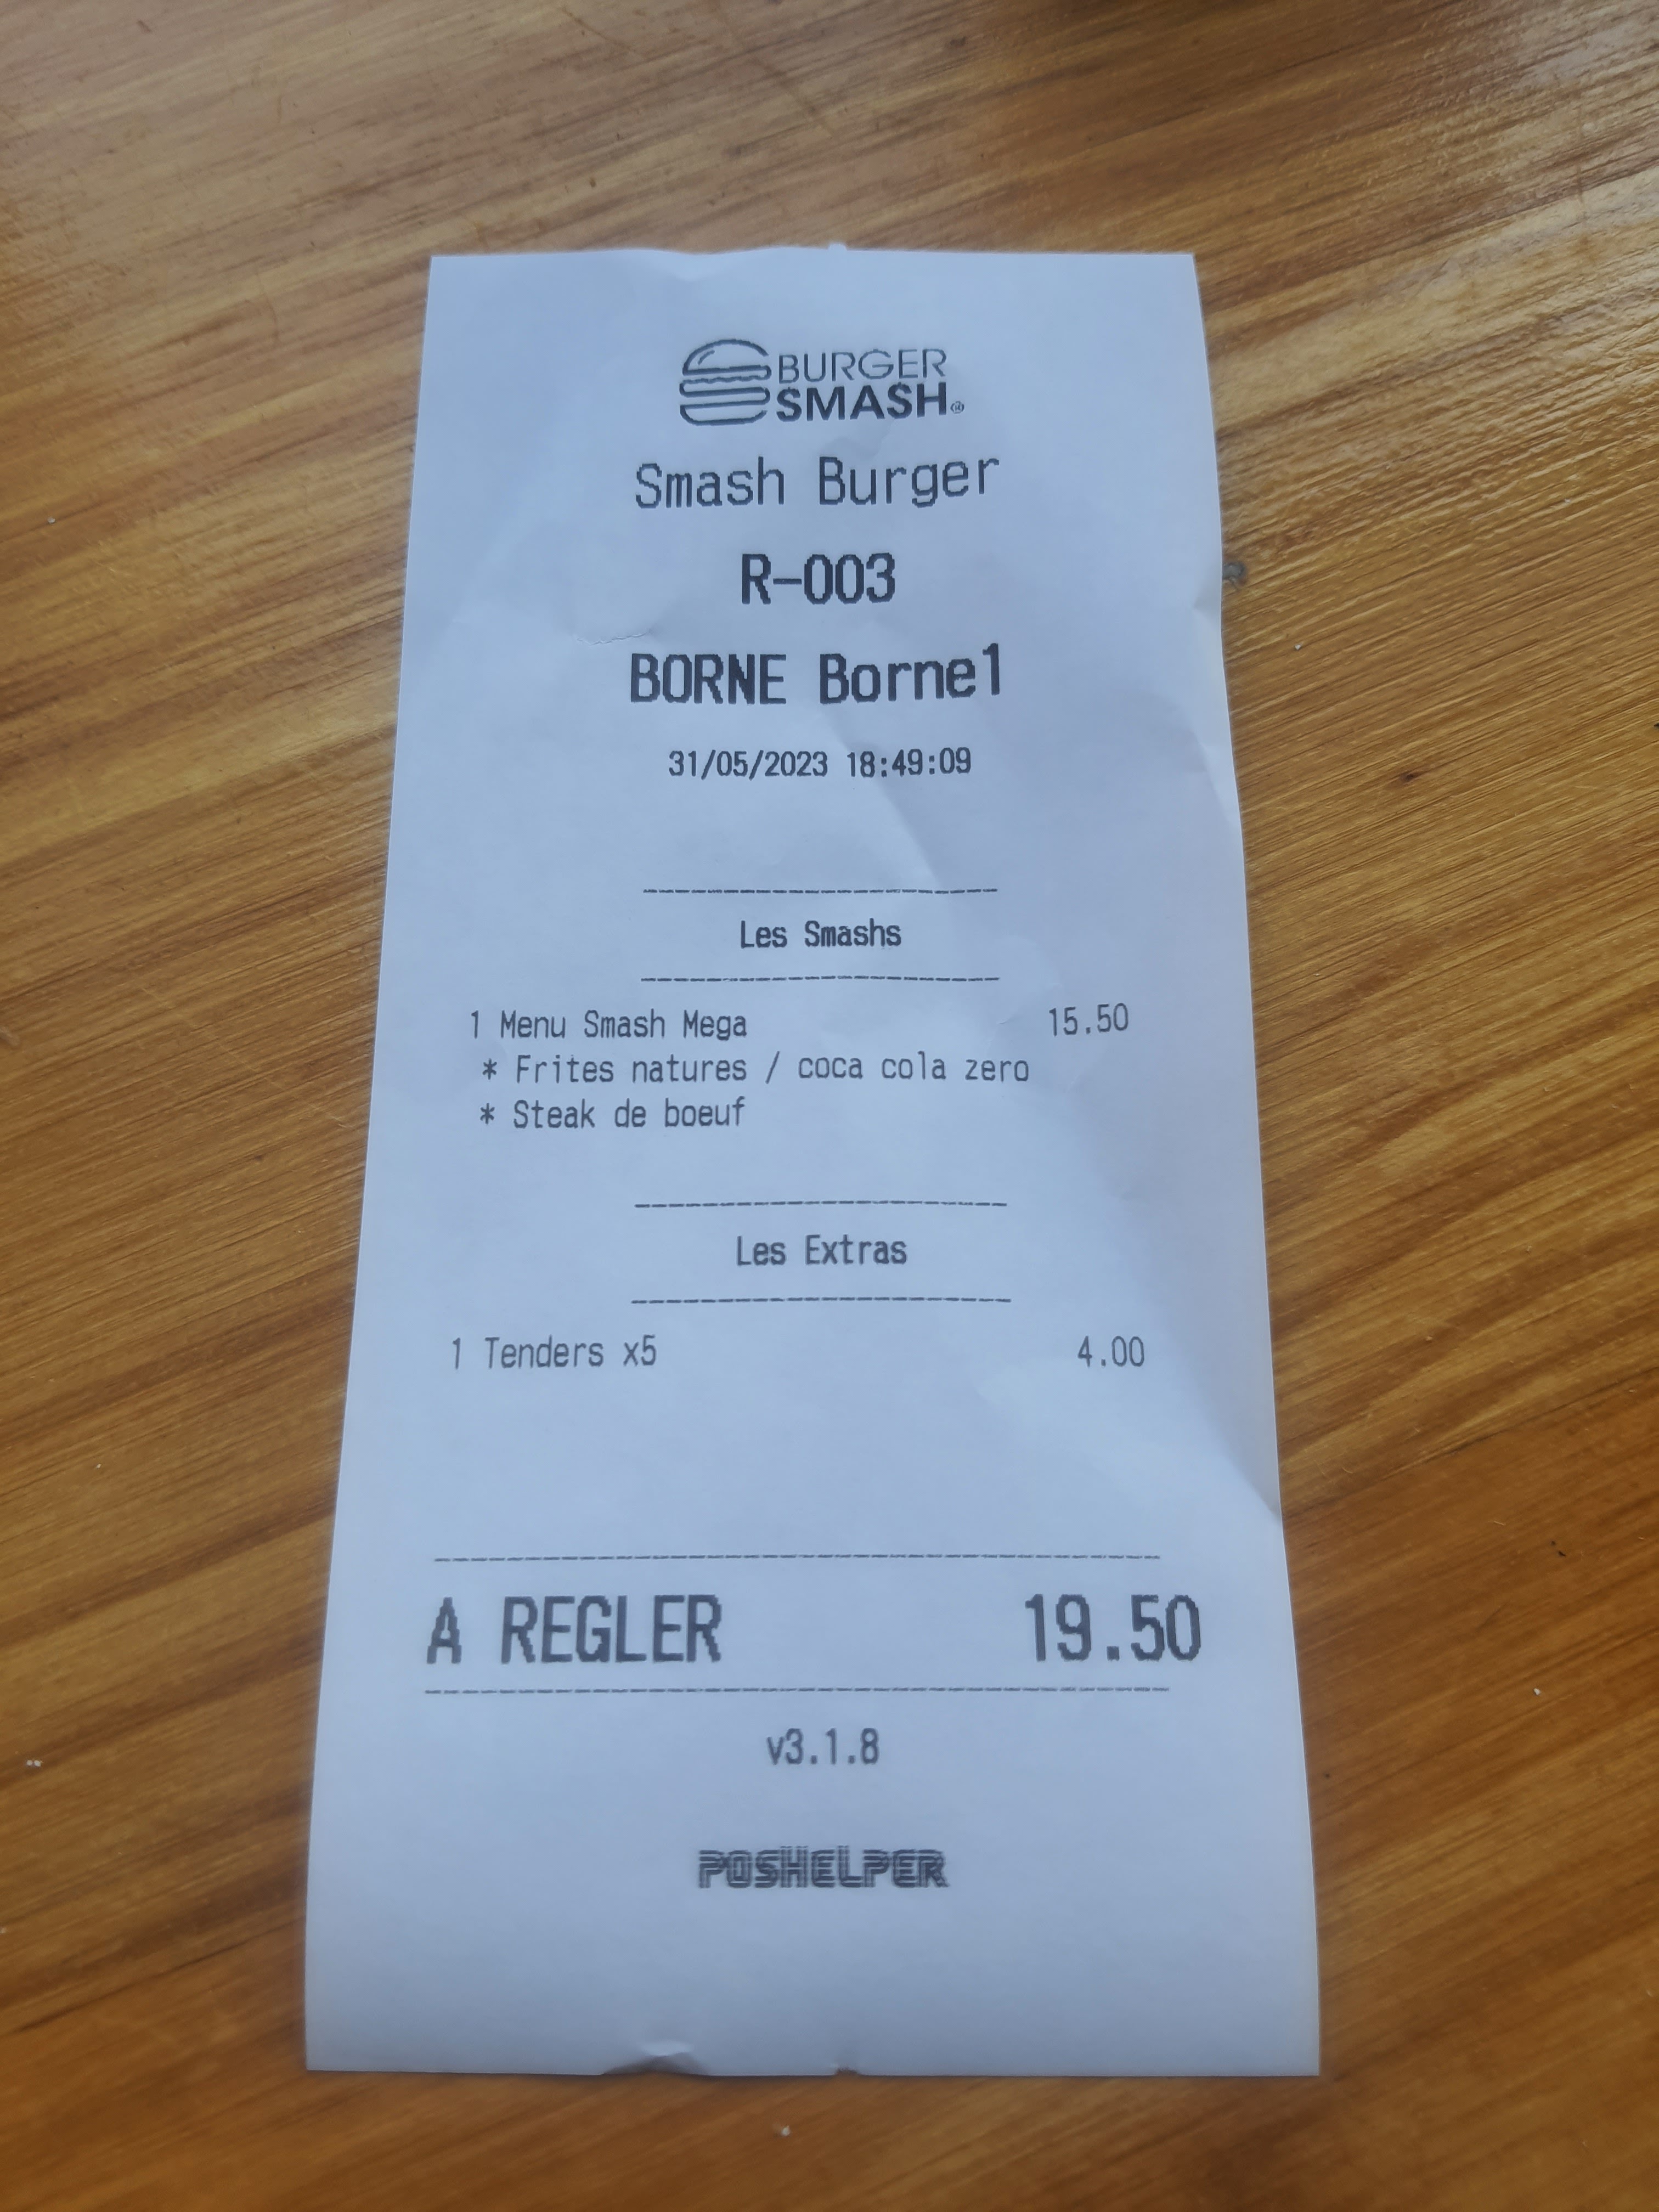 BURGER
SMASH®
Smash Burger
R-003
BORNE Borne1
31/05/2023 18:49:09
Les Smashs
1 Menu Smash Mega 15.50
* Frites natures / coca cola zero
* Steak de boeuf
Les Extras
1 Tenders x5 4.00
A REGLER 19.50
v3.1.8
POSHELPER